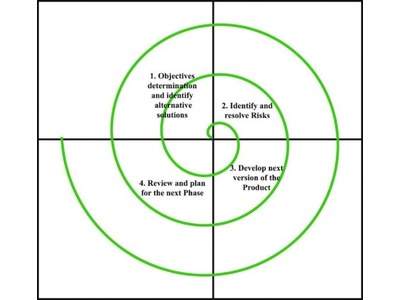 1. Objectives
determination
and identify
alternative
solutions
2. Identify and
resolve Risks
3. Develop next
version of the
Product
4. Review and plan
for the next Phase